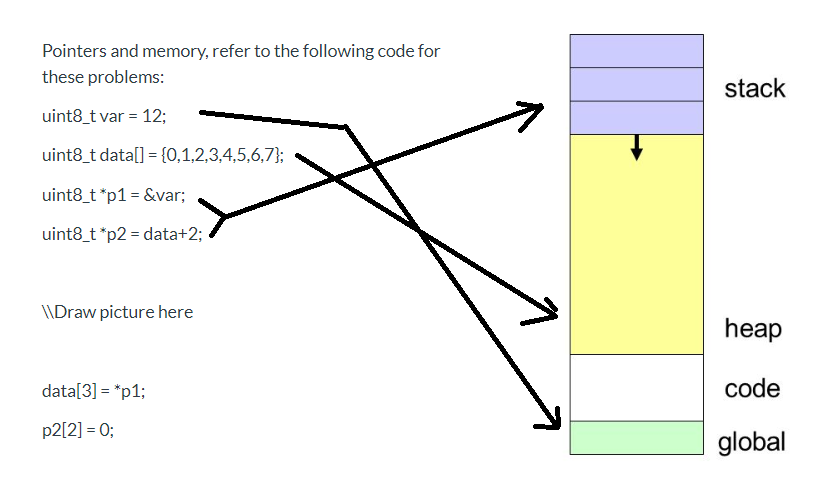 Pointers and memory, refer to the following code for
these problems:
uint8_t var = 12;
uint8_t data[] = {0,1,2,3,4,5,6,7};
uint8_t *p1 = &var;
uint8_t *p2 = data+2;
\\Draw picture here
data[3] = *p1;
p2[2] = 0;
stack
heap
code
global